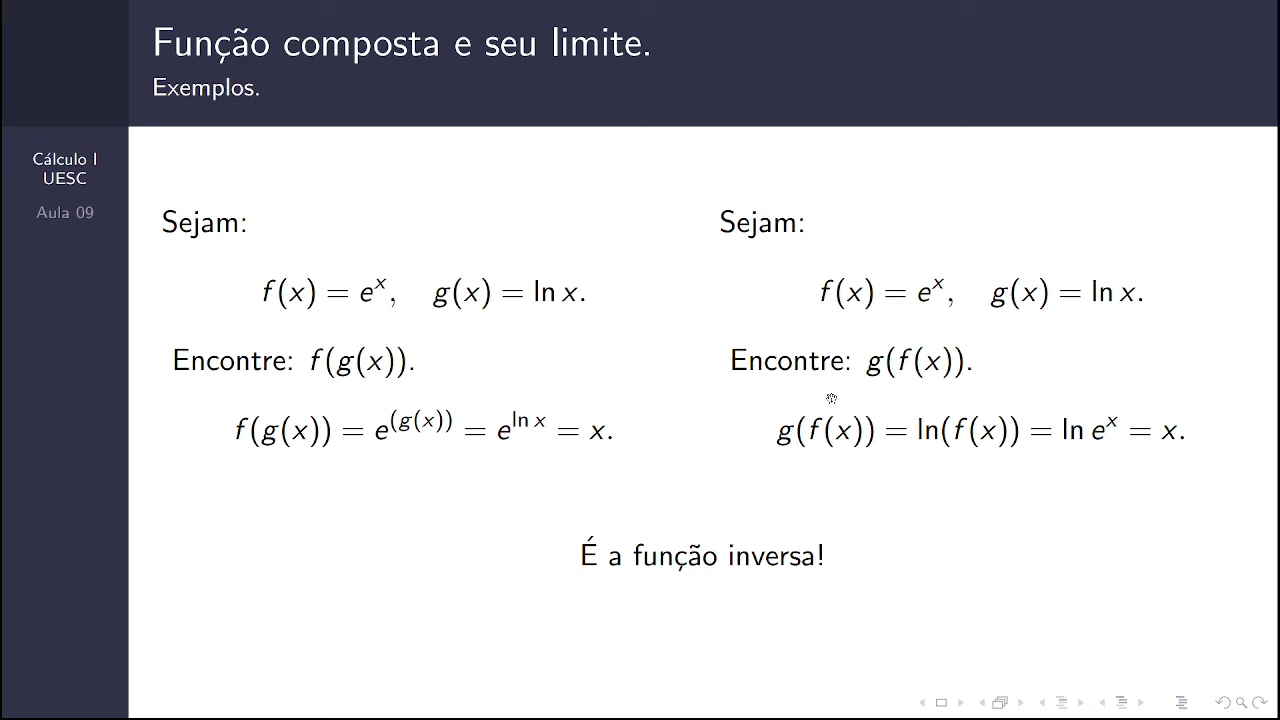 Função composta e seu limite.
Exemplos.
Cálculo I
UESC
Aula 09
Sejam:
f(x) = e^x, g(x) = ln x.
Encontre: f(g(x)).
f(g(x)) = e^(g(x)) = e^ln x = x.
Sejam:
f(x) = e^x, g(x) = ln x.
Encontre: g(f(x)).
g(f(x)) = ln(f(x)) = ln e^x = x.
É a função inversa!